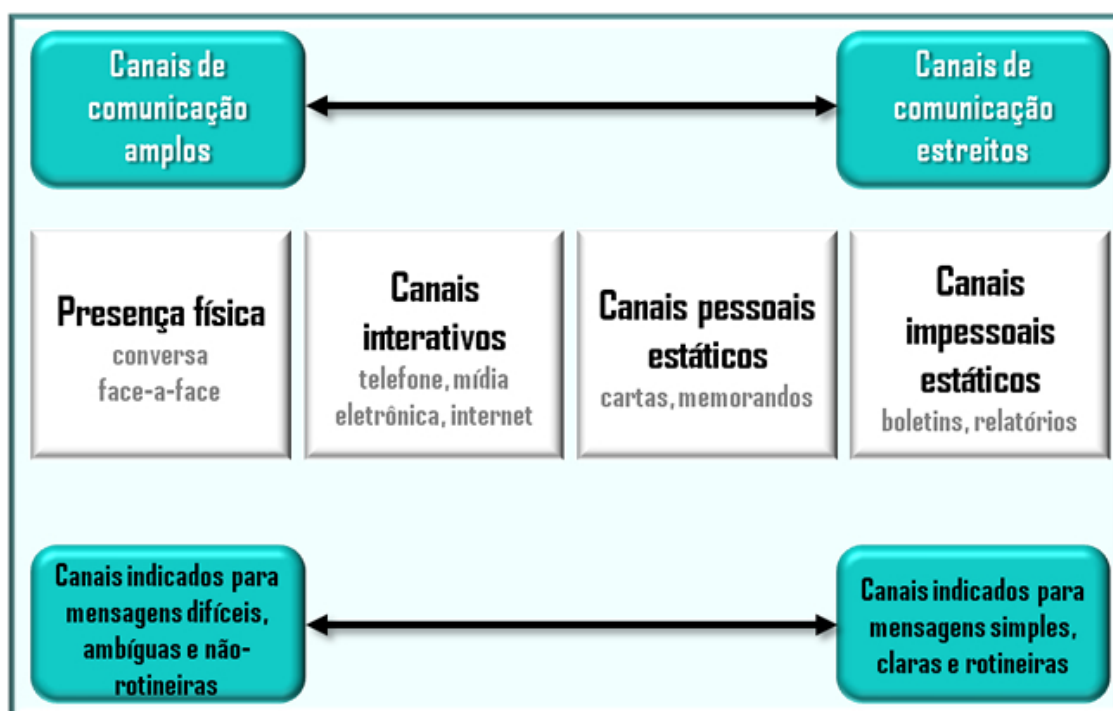 Canais de
comunicação
amplos
Canais de
comunicação
estreitos
Presença física
conversa
face-a-face
Canais
interativos
telefone, mídia
eletrônica, internet
Canais pessoais
estáticos
cartas, memorandos
Canais
impessoais
estáticos
boletins, relatórios
Canais indicados para
mensagens difíceis,
ambíguas e não-
rotineiras
Canais indicados para
mensagens simples,
claras e rotineiras